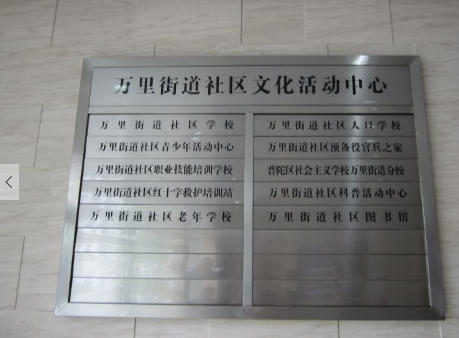 万里街道社区文化活动中心
万里街道社区学校
万里街道社区青少年活动中心
万里街道社区职业技能培训学校
万里街道社区红十字救护培训站
万里街道社区老年学校
万里街道社区人口学校
万里街道社区预备役官兵之家
普陀区社会主义学校万里街道分校
万里街道社区科普活动中心
万里街道社区图书馆